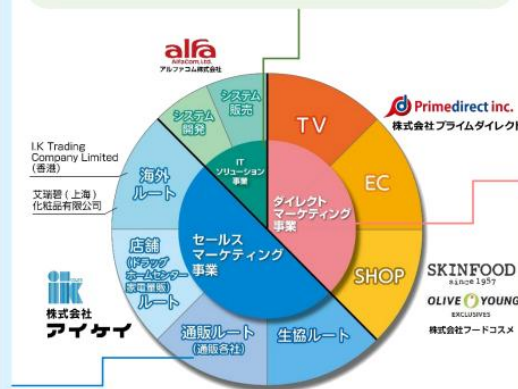 alfa
AlfaCom,Ltd.
アルファコム株式会社
システム
販売
システム
開発
TV
Primedirect inc.
株式会社プライムダイレクト
I.K Trading
Company Limited
(香港)
艾瑞碧(上海)
化粧品有限公司
海外
ルート
IT
ソリューション
事業
ダイレクト
マーケティング
事業
EC
セールス
マーケティング
事業
店舗
(ドラッグ
ホームセンター
家電量販)
ルート
SHOP
SKINFOOD
since1957
OLIVE YOUNG
EXCLUSIVES
株式会社フードコスメ
株式会社
アイケイ
通販ルート
(通販各社)
生協ルート